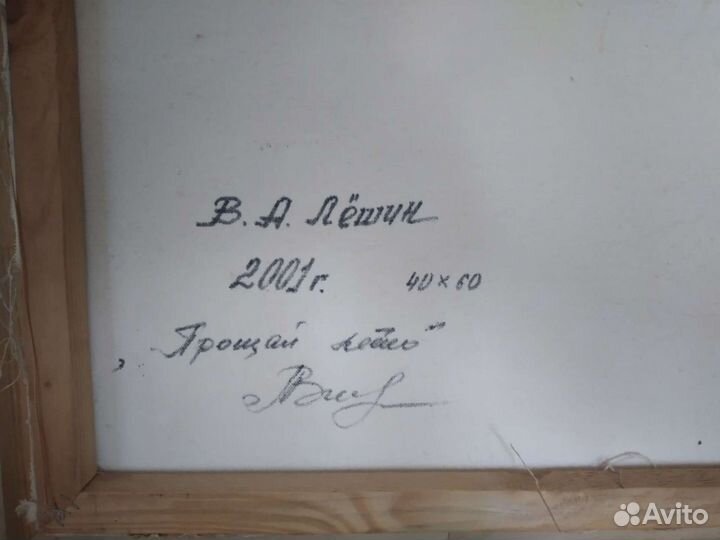 В. А. Лёшин
2001г. 40×60
„Прощай лето"
Avito